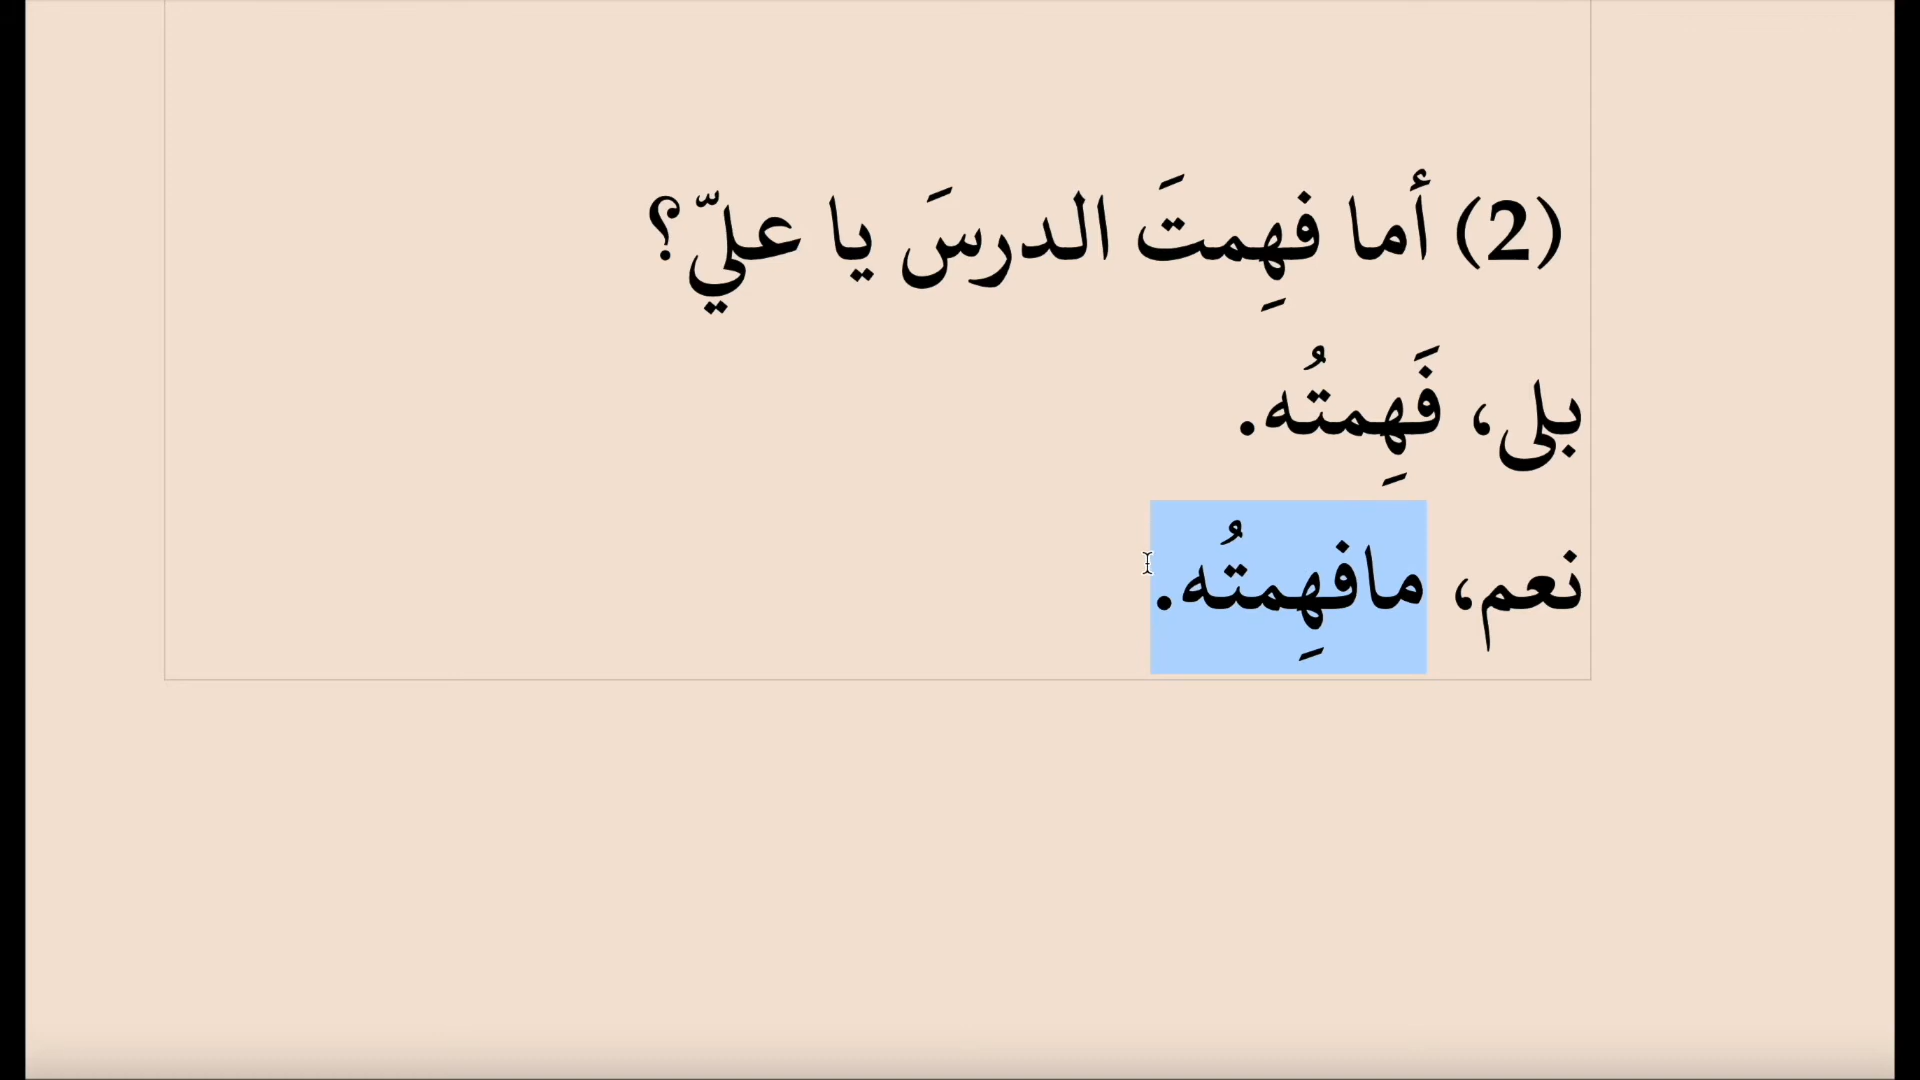 (2) أما فهِمتَ الدرسَ يا عليّ؟
بلى، فَهِمتُه.
نعم، مافهِمتُه.